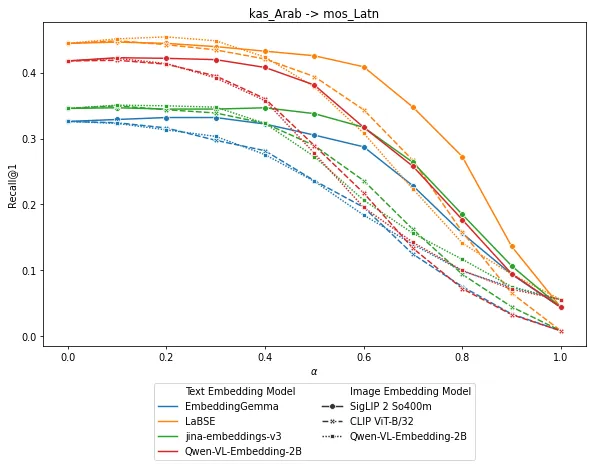 kas_Arab -> mos_Latn
Recall@1
0.4
0.3
0.2
0.1
0.0
0.0 0.2 0.4 0.6 0.8 1.0
α
Text Embedding Model Image Embedding Model
EmbeddingGemma SigLIP 2 So400m
LaBSE CLIP ViT-B/32
jina-embeddings-v3 Qwen-VL-Embedding-2B
Qwen-VL-Embedding-2B